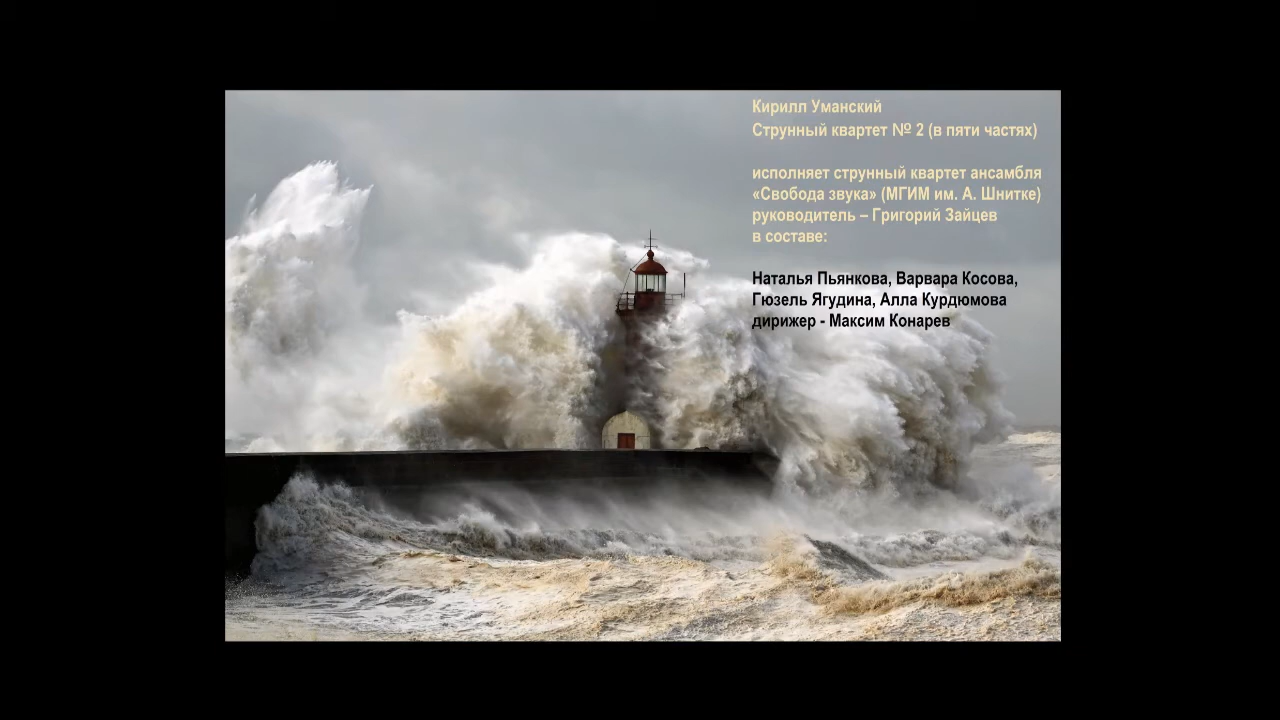 Кирилл Уманский
Струнный квартет № 2 (в пяти частях)
исполняет струнный квартет ансамбля
«Свобода звука» (МГИМ им. А. Шнитке)
руководитель – Григорий Зайцев
в составе:
Наталья Пьянкова, Варвара Косова,
Гюзель Ягудина, Алла Курдюмова
дирижер - Максим Конарев